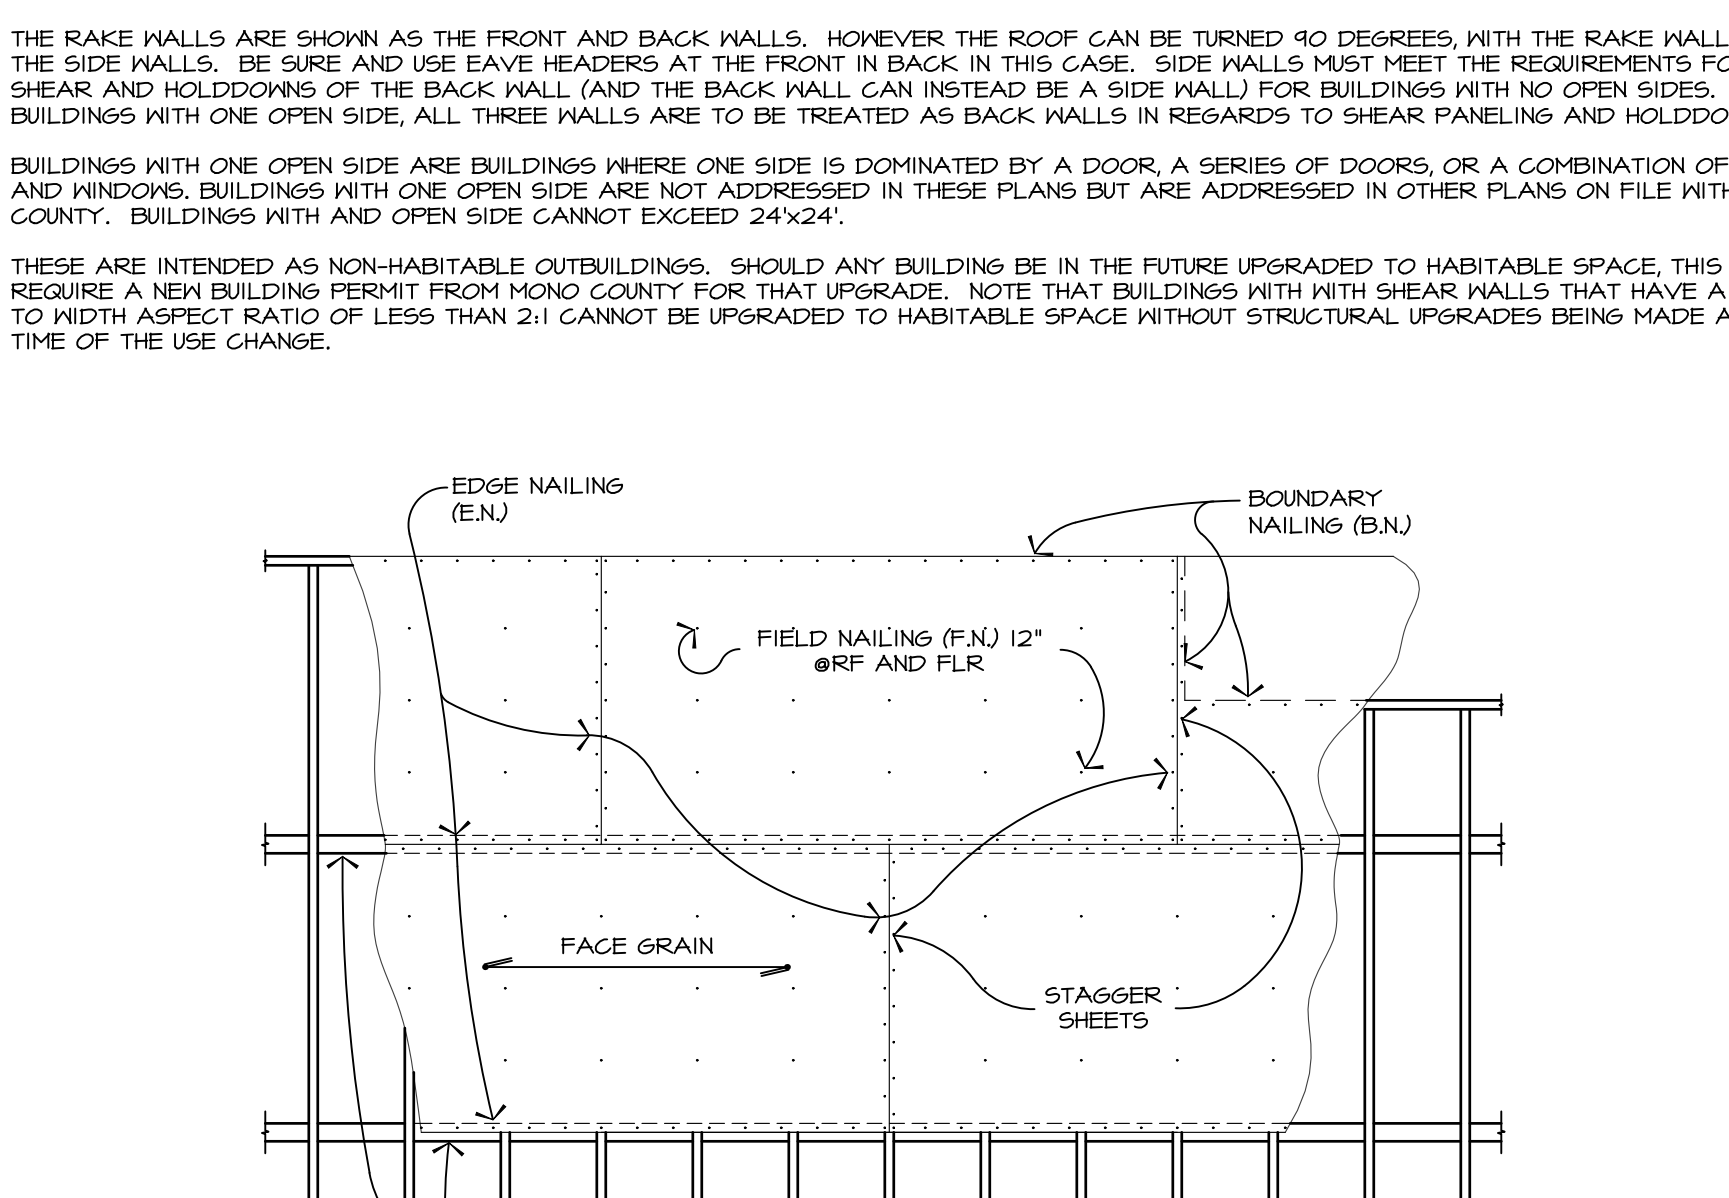 THE RAKE WALLS ARE SHOWN AS THE FRONT AND BACK WALLS. HOWEVER THE ROOF CAN BE TURNED 90 DEGREES, WITH THE RAKE WALL
THE SIDE WALLS. BE SURE AND USE EAVE HEADERS AT THE FRONT IN BACK IN THIS CASE. SIDE WALLS MUST MEET THE REQUIREMENTS FO
SHEAR AND HOLDDOWNS OF THE BACK WALL (AND THE BACK WALL CAN INSTEAD BE A SIDE WALL) FOR BUILDINGS WITH NO OPEN SIDES.
BUILDINGS WITH ONE OPEN SIDE, ALL THREE WALLS ARE TO BE TREATED AS BACK WALLS IN REGARDS TO SHEAR PANELING AND HOLDDO
BUILDINGS WITH ONE OPEN SIDE ARE BUILDINGS WHERE ONE SIDE IS DOMINATED BY A DOOR, A SERIES OF DOORS, OR A COMBINATION OF
AND WINDOWS. BUILDINGS WITH ONE OPEN SIDE ARE NOT ADDRESSED IN THESE PLANS BUT ARE ADDRESSED IN OTHER PLANS ON FILE WITH
COUNTY. BUILDINGS WITH AND OPEN SIDE CANNOT EXCEED 24'x24'.
THESE ARE INTENDED AS NON-HABITABLE OUTBUILDINGS. SHOULD ANY BUILDING BE IN THE FUTURE UPGRADED TO HABITABLE SPACE, THIS
REQUIRE A NEW BUILDING PERMIT FROM MONO COUNTY FOR THAT UPGRADE. NOTE THAT BUILDINGS WITH WITH SHEAR WALLS THAT HAVE A
TO WIDTH ASPECT RATIO OF LESS THAN 2:1 CANNOT BE UPGRADED TO HABITABLE SPACE WITHOUT STRUCTURAL UPGRADES BEING MADE A
TIME OF THE USE CHANGE.
EDGE NAILING
(E.N.)
BOUNDARY
NAILING (B.N.)
FIELD NAILING (F.N.) 12"
@RF AND FLR
FACE GRAIN
STAGGER
SHEETS